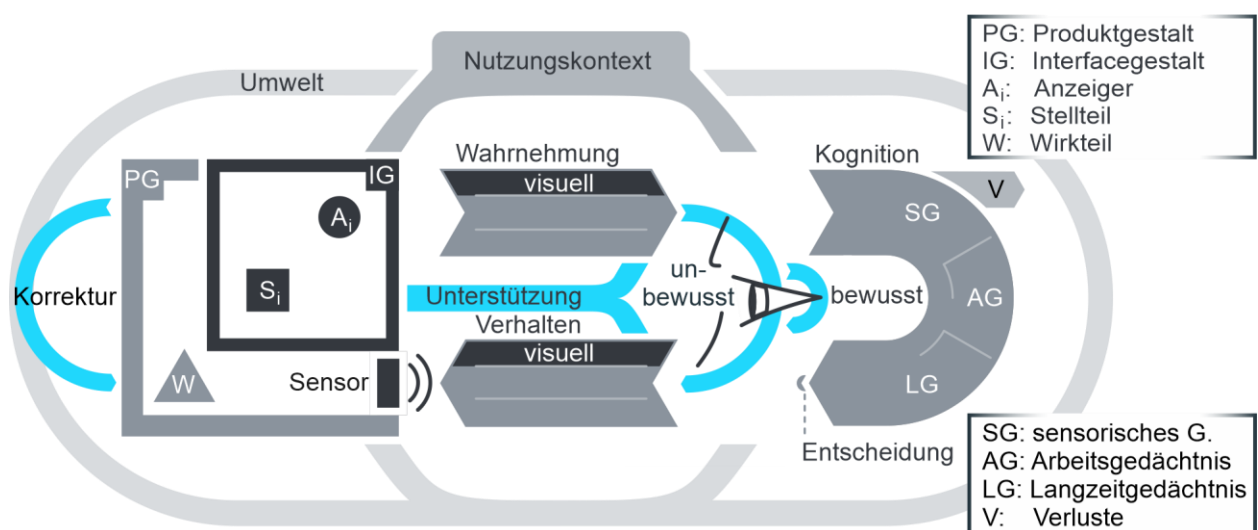 Umwelt
Nutzungskontext
PG: Produktgestalt
IG: Interfacegestalt
Ai: Anzeiger
Si: Stellteil
W: Wirkteil
PG
IG
Ai
Si
W
Sensor
Korrektur
Wahrnehmung
visuell
Unterstützung
Verhalten
visuell
un-
bewusst
bewusst
Kognition
V
SG
AG
LG
Entscheidung
SG: sensorisches G.
AG: Arbeitsgedächtnis
LG: Langzeitgedächtnis
V: Verluste